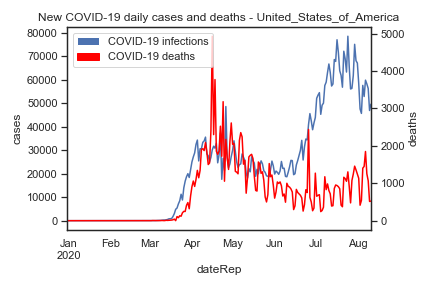 New COVID-19 daily cases and deaths - United_States_of_America
COVID-19 infections
COVID-19 deaths
80000
70000
60000
50000
40000
30000
20000
10000
0
cases
5000
4000
3000
2000
1000
0
deaths
Jan Feb Mar Apr May Jun Jul Aug
2020
dateRep